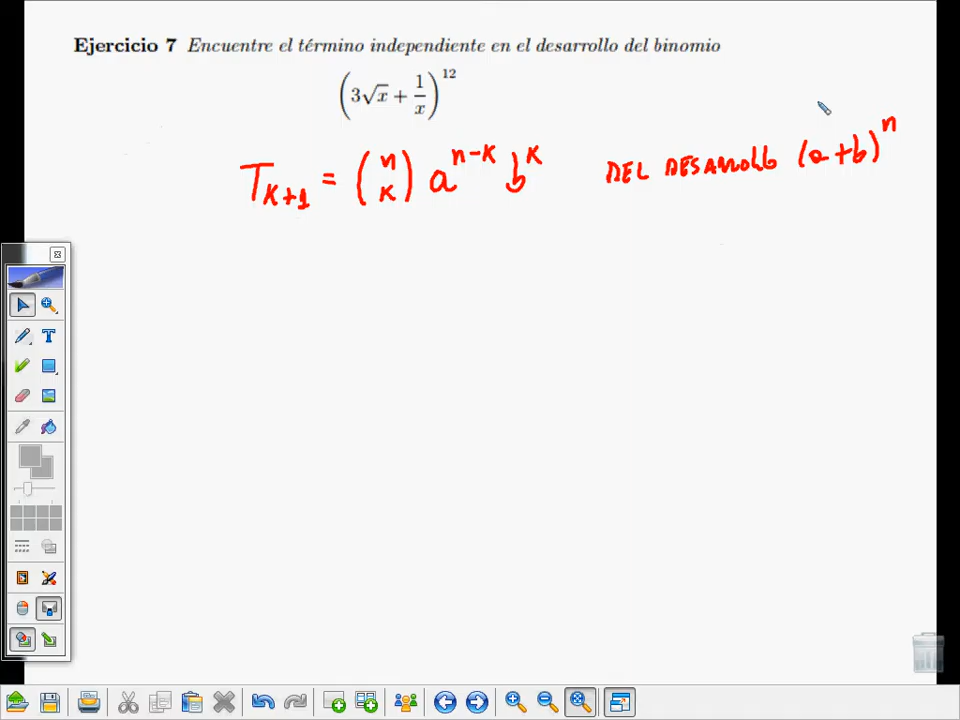 Ejercicio 7 Encuentre el término independiente en el desarrollo del binomio
(3√x + 1/x)^12
T_{K+1} = (n K) a^{n-K} b^K DEL DESARROLLO (a+b)^n
T